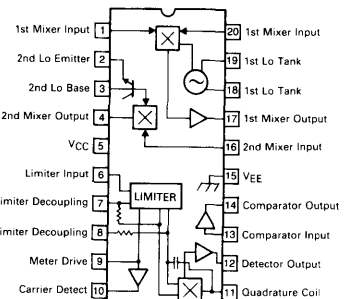 1st Mixer Input 1
20 1st Mixer Input
2nd Lo Emitter 2
19 1st Lo Tank
2nd Lo Base 3
18 1st Lo Tank
2nd Mixer Output 4
17 1st Mixer Output
VCC 5
16 2nd Mixer Input
Limiter Input 6
15 VEE
LIMITER
imiter Decoupling 7
14 Comparator Output
imiter Decoupling 8
13 Comparator Input
Meter Drive 9
12 Detector Output
Carrier Detect 10
11 Quadrature Coil